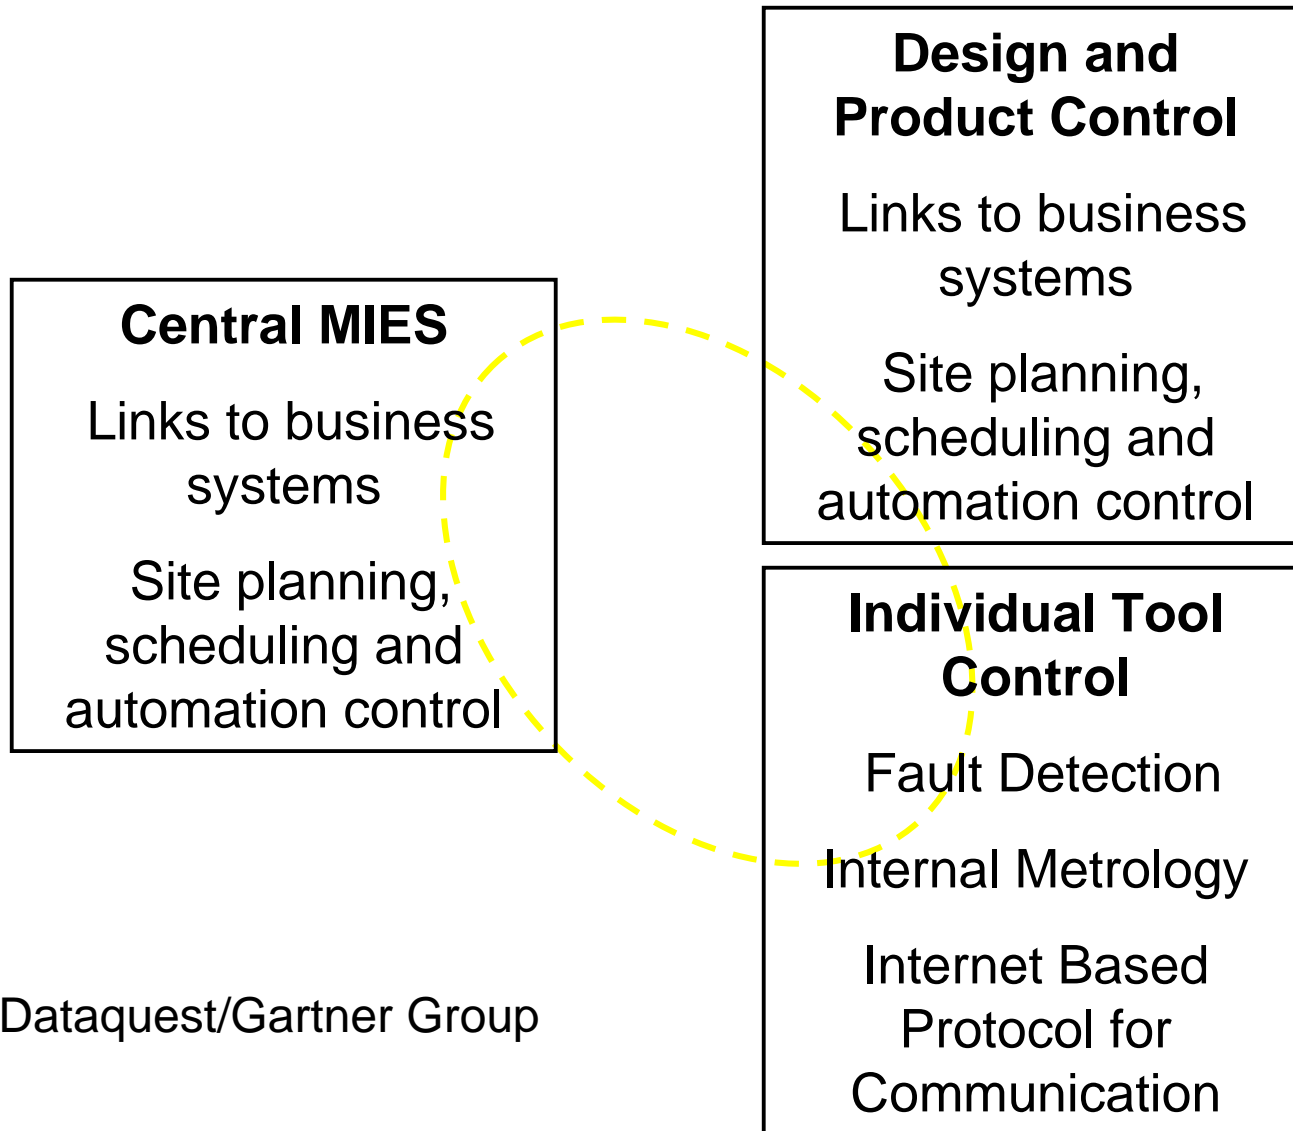 Design and
Product Control
Links to business
systems
Site planning,
scheduling and
automation control
Central MIES
Links to business
systems
Site planning,
scheduling and
automation control
Individual Tool
Control
Fault Detection
Internal Metrology
Internet Based
Protocol for
Communication
Dataquest/Gartner Group